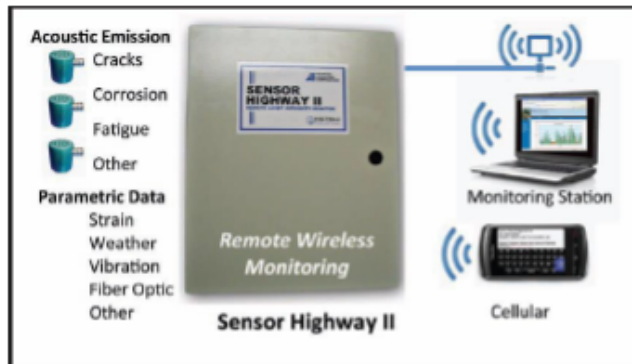 Acoustic Emission
Cracks
Corrosion
Fatigue
Other
Parametric Data
Strain
Weather
Vibration
Fiber Optic
Other
SENSOR
HIGHWAY II
Remote Wireless
Monitoring
Sensor Highway II
Monitoring Station
Cellular